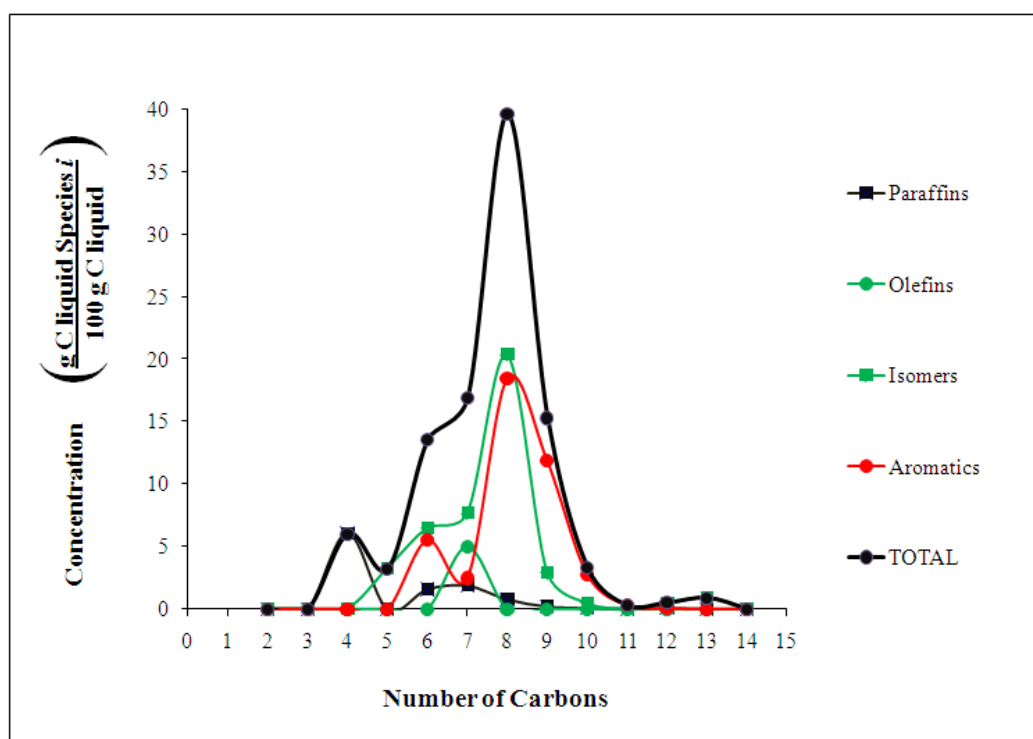 Concentration (g C liquid Species i / 100 g C liquid)
40
35
30
25
20
15
10
5
0
0 1 2 3 4 5 6 7 8 9 10 11 12 13 14 15
Number of Carbons
Paraffins
Olefins
Isomers
Aromatics
TOTAL